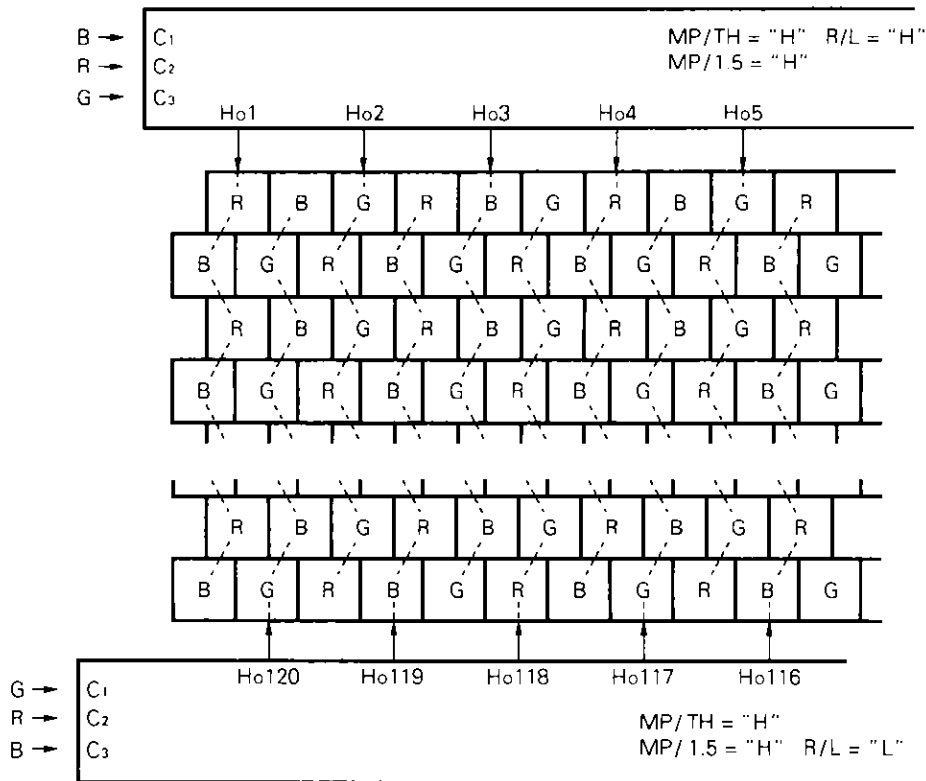 B → C₁ MP/TH = "H" R/L = "H"
R → C₂ MP/1.5 = "H"
G → C₃
Ho1 Ho2 Ho3 Ho4 Ho5
R B G R B G R B G R
B G R B G R B G R B G
R B G R B G R B G R
B G R B G R B G R B G
R B G R B G R B G R
B G R B G R B G R B G
Ho120 Ho119 Ho118 Ho117 Ho116
G → C₁
R → C₂ MP/TH = "H"
B → C₃ MP/1.5 = "H" R/L = "L"